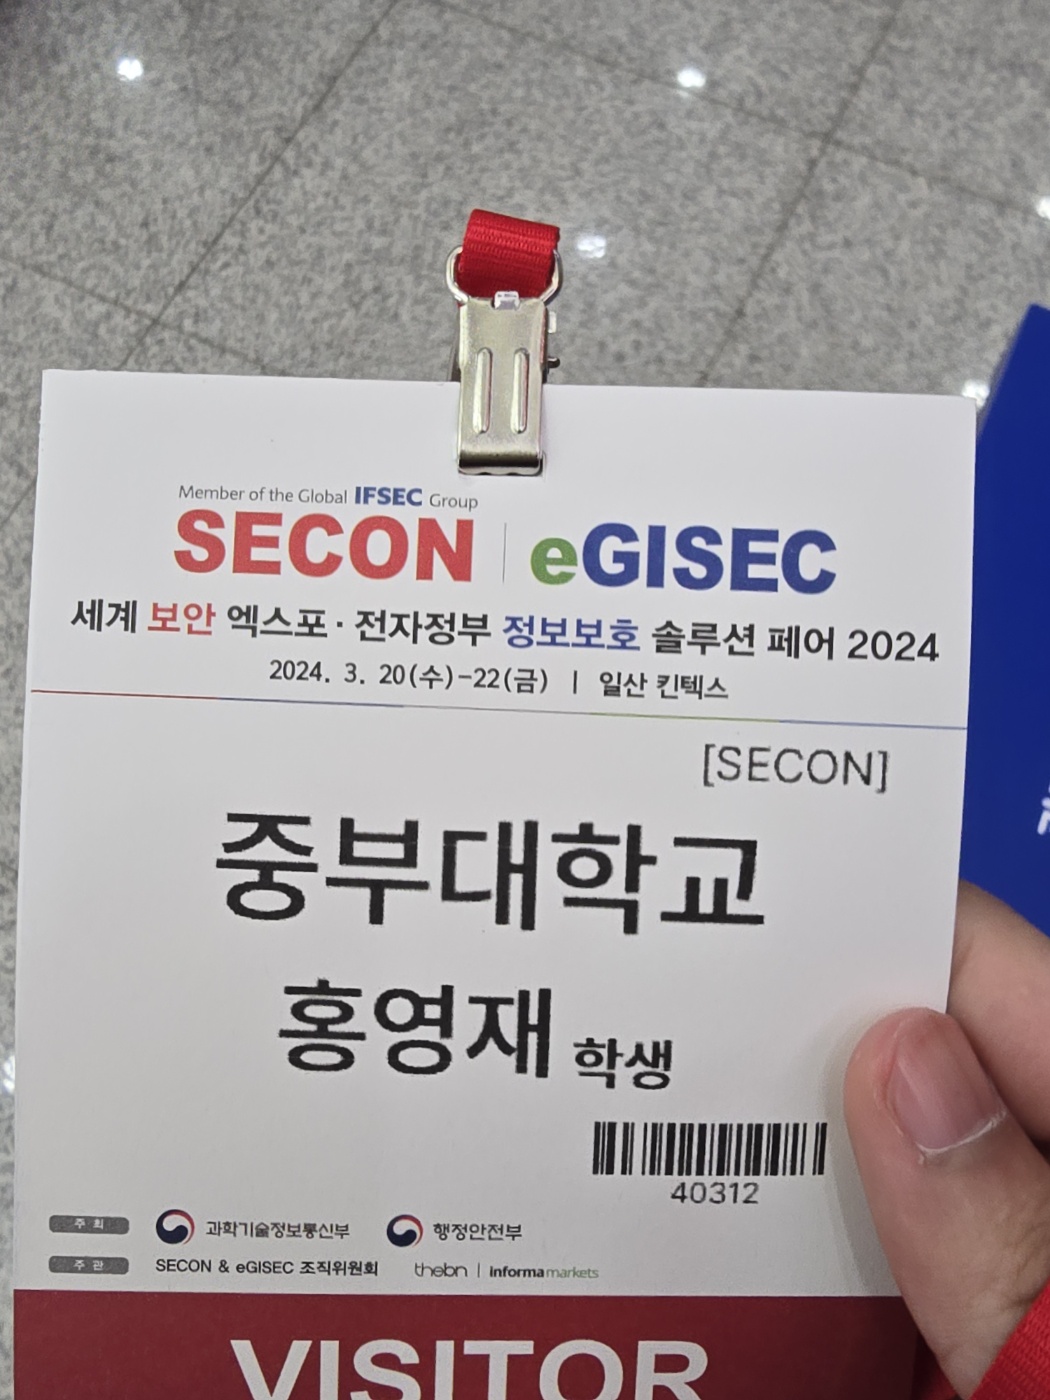 Member of the Global IFSEC Group
SECON | eGISEC
세계 보안 엑스포 · 전자정부 정보보호 솔루션 페어 2024
2024. 3. 20(수)-22(금) | 일산 킨텍스
[SECON]
중부대학교
홍영재 학생
40312
주 최 과학기술정보통신부 행정안전부
주 관 SECON & eGISEC 조직위원회 thebn | informa markets
VISITOR